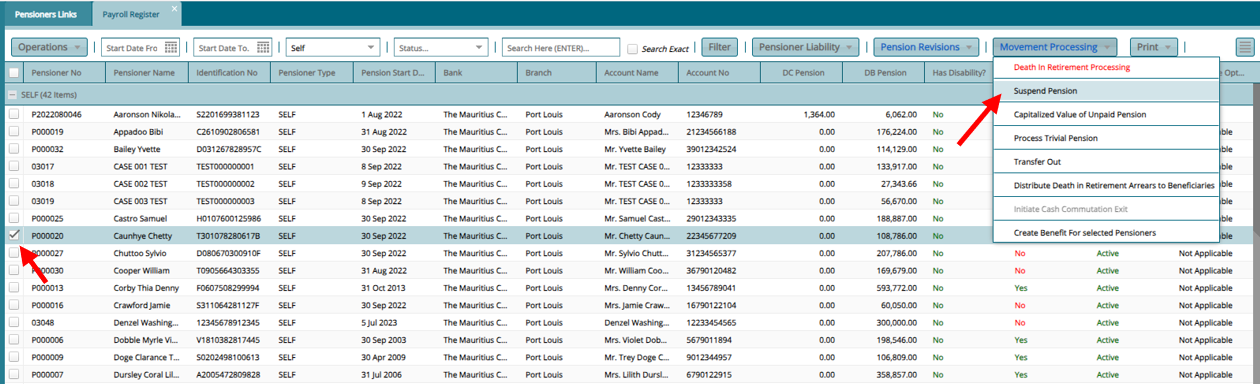 Pensioners Links Payroll Register
Operations Start Date Fro Start Date To. Self Status... Search Here (ENTER)... Search Exact Filter Pensioner Liability Pension Revisions Movement Processing Print
Pensioner No Pensioner Name Identification No Pensioner Type Pension Start D... Bank Branch Account Name Account No DC Pension DB Pension Has Disability? Opt...
Death In Retirement Processing
Suspend Pension
Capitalized Value of Unpaid Pension
Process Trivial Pension
Transfer Out
Distribute Death in Retirement Arrears to Beneficiaries
Initiate Cash Commutation Exit
Create Benefit For selected Pensioners
SELF (42 Items)
P2022080046 Aaronson Nikola... S2201699381123 SELF 1 Aug 2022 The Mauritius C... Port Louis Aaronson Cody 12346789 1,364.00 6,062.00 No
P000019 Appadoo Bibi C2610902806581 SELF 31 Aug 2022 The Mauritius C... Port Louis Mrs. Bibi Appad... 21234566188 0.00 176,224.00 No
P000032 Bailey Yvette D031267828957C SELF 30 Sep 2022 The Mauritius C... Port Louis Mr. Yvette Bailey 39012342524 0.00 114,129.00 No
03017 CASE 001 TEST TEST000000001 SELF 8 Sep 2022 The Mauritius C... Port Louis Mr. TEST CASE 0... 12333333 0.00 133,917.00 No
03018 CASE 002 TEST TEST000000002 SELF 9 Sep 2022 The Mauritius C... Port Louis Mr. TEST CASE 0... 1233333358 0.00 27,343.66 No
03019 CASE 003 TEST TEST000000003 SELF 8 Sep 2022 The Mauritius C... Port Louis Mr. TEST CASE 0... 12333333 0.00 56,670.00 No
P000025 Castro Samuel H0107600125986 SELF 30 Sep 2022 The Mauritius C... Port Louis Mr. Samuel Cast... 29012343335 0.00 188,887.00 No
P000020 Caunhye Chetty T301078280617B SELF 30 Sep 2022 The Mauritius C... Port Louis Mr. Chetty Caun... 22345677209 0.00 108,786.00 No
P000027 Chuttoo Sylvio D080670300910F SELF 30 Sep 2022 The Mauritius C... Port Louis Mr. Sylvio Chutt... 31234565377 0.00 207,786.00 No No Active Not Applicable
P000030 Cooper William T0905664303355 SELF 31 Aug 2022 The Mauritius C... Port Louis Mr. William Coo... 36790120482 0.00 169,679.00 No No Active Not Applicable
P000013 Corby Thia Denny F0607508299994 SELF 31 Oct 2013 The Mauritius C... Port Louis Mrs. Denny Cor... 13456789041 0.00 593,772.00 No Yes Active Not Applicable
P000016 Crawford Jamie S311064281127F SELF 30 Sep 2022 The Mauritius C... Port Louis Mrs. Jamie Craw... 16790122104 0.00 60,050.00 No No Active Not Applicable
03048 Denzel Washing... 12345678912345 SELF 5 Jul 2023 The Mauritius C... Port Louis Denzel Washing... 12233454565 0.00 300,000.00 No No Active Not Applicable
P000006 Dobble Myrle Vi... V1810382817445 SELF 30 Sep 2003 The Mauritius C... Port Louis Mrs. Violet Dob... 5679011894 0.00 198,546.00 No Yes Active Not Applicable
P000009 Doge Clarance T... S0202498100613 SELF 30 Apr 2009 The Mauritius C... Port Louis Mr. Trey Doge C... 9012344957 0.00 106,809.00 No Yes Active Not Applicable
P000007 Dursley Coral Lil... A2005472809828 SELF 31 Jul 2006 The Mauritius C... Port Louis Mrs. Lilith Dursl... 6790122915 0.00 358,857.00 No Yes Active Not Applicable